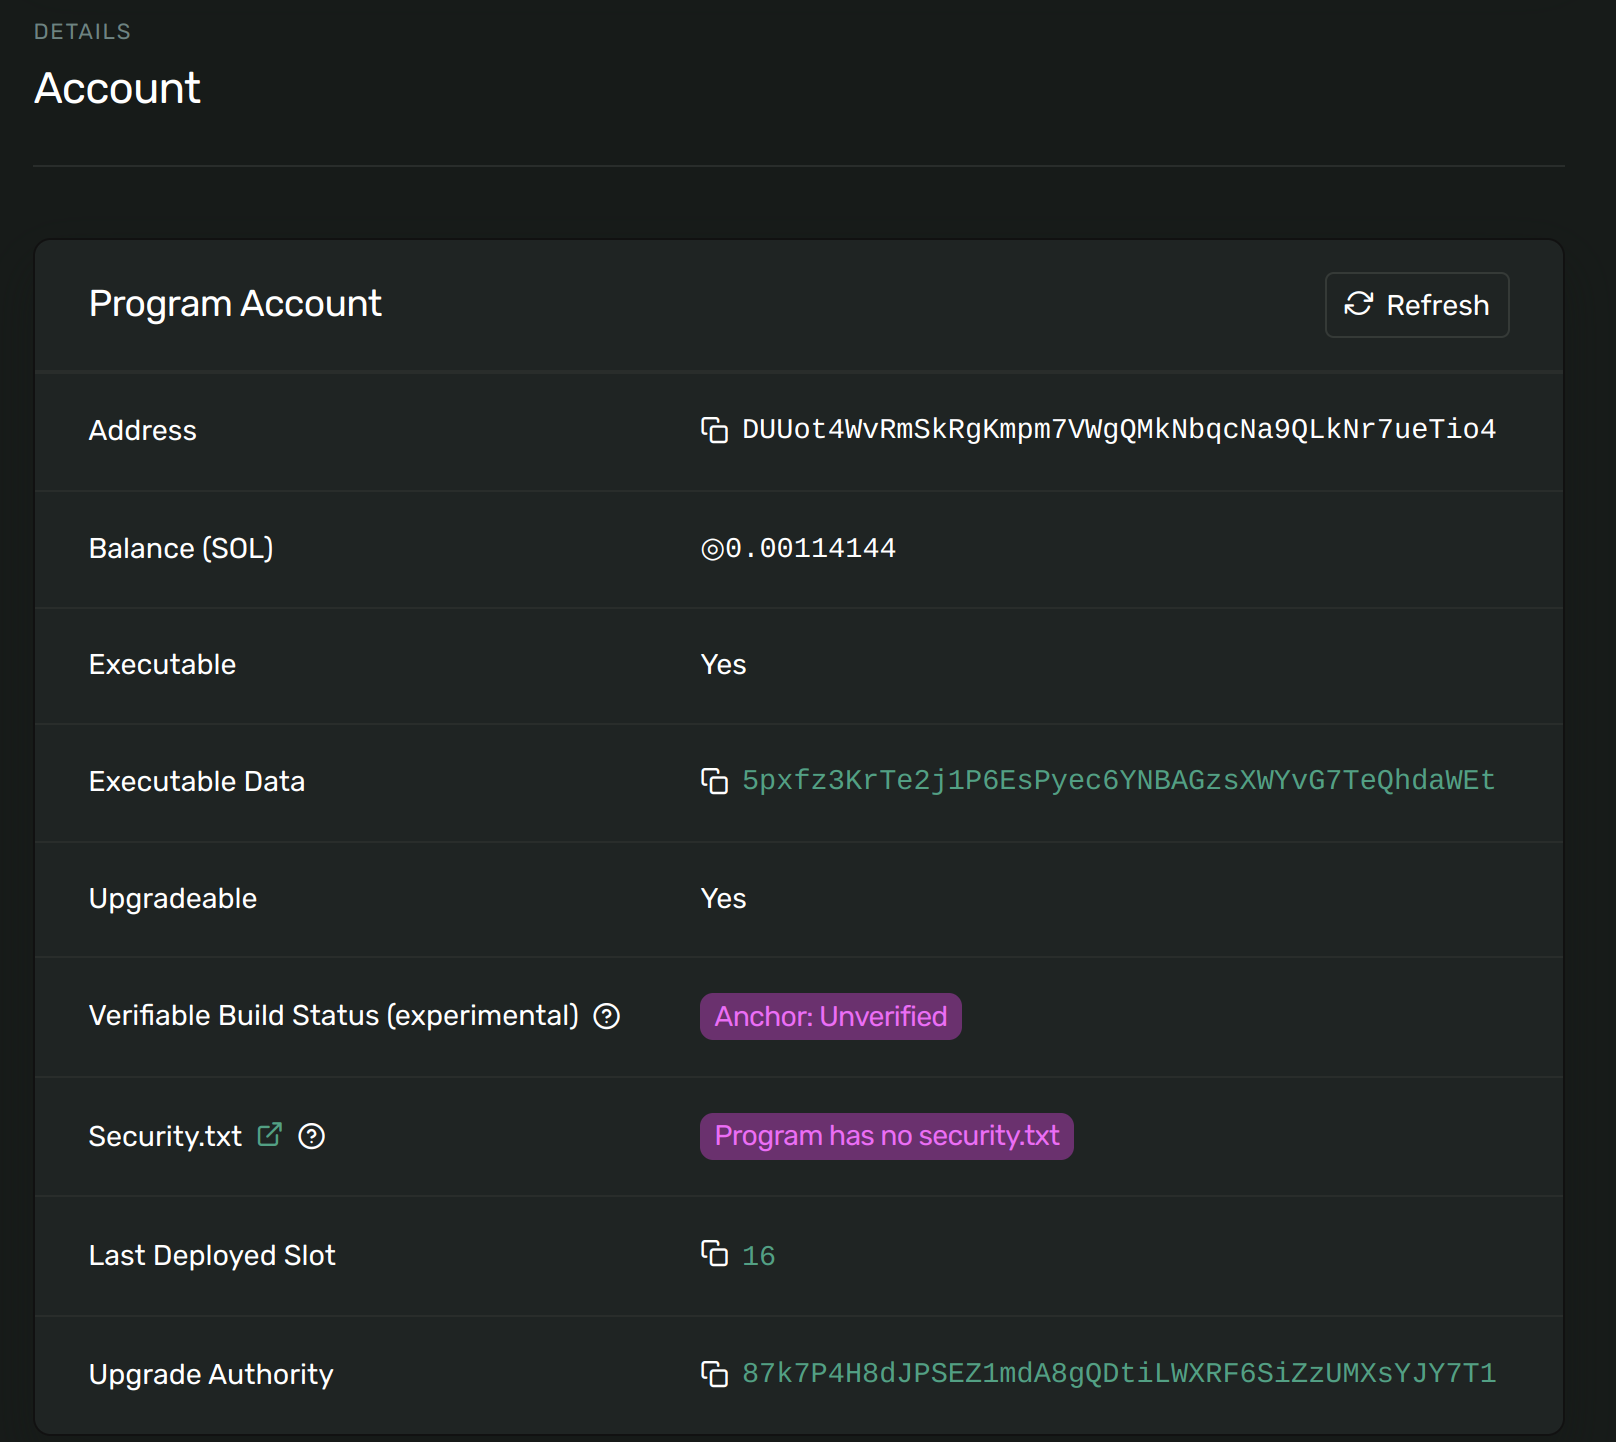 DETAILS
Account
Program Account
Refresh
Address
DUUot4WvRmSkRgKmpm7VWgQMkNbqcNa9QLkNr7ueTio4
Balance (SOL)
◎0.00114144
Executable
Yes
Executable Data
5pxfz3KrTe2j1P6EsPyec6YNBAGzsXWYvG7TeQhdaWEt
Upgradeable
Yes
Verifiable Build Status (experimental)
Anchor: Unverified
Security.txt
Program has no security.txt
Last Deployed Slot
16
Upgrade Authority
87k7P4H8dJPSEZ1mdA8gQDtiLWXRF6SiZzUMXsYJY7T1